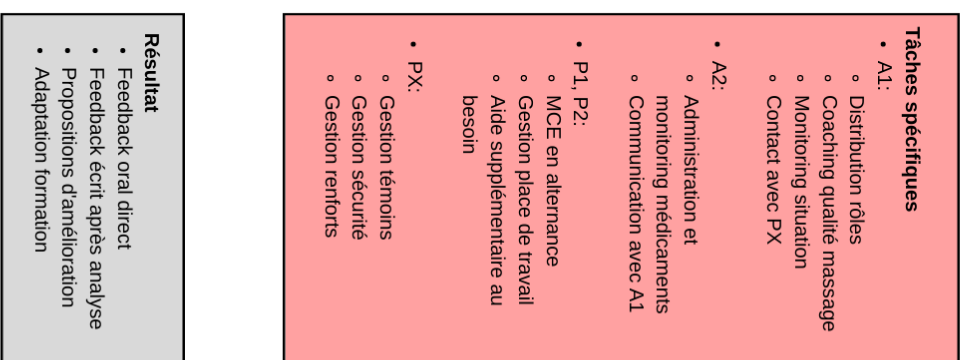 Tâches spécifiques
• A1:
∘ Distribution rôles
∘ Coaching qualité massage
∘ Monitoring situation
∘ Contact avec PX
• A2:
∘ Administration et
monitoring médicaments
∘ Communication avec A1
• P1, P2:
∘ MCE en alternance
∘ Gestion place de travail
∘ Aide supplémentaire au
besoin
• PX:
∘ Gestion témoins
∘ Gestion sécurité
∘ Gestion renforts
Résultat
• Feedback oral direct
• Feedback écrit après analyse
• Propositions d'amélioration
• Adaptation formation